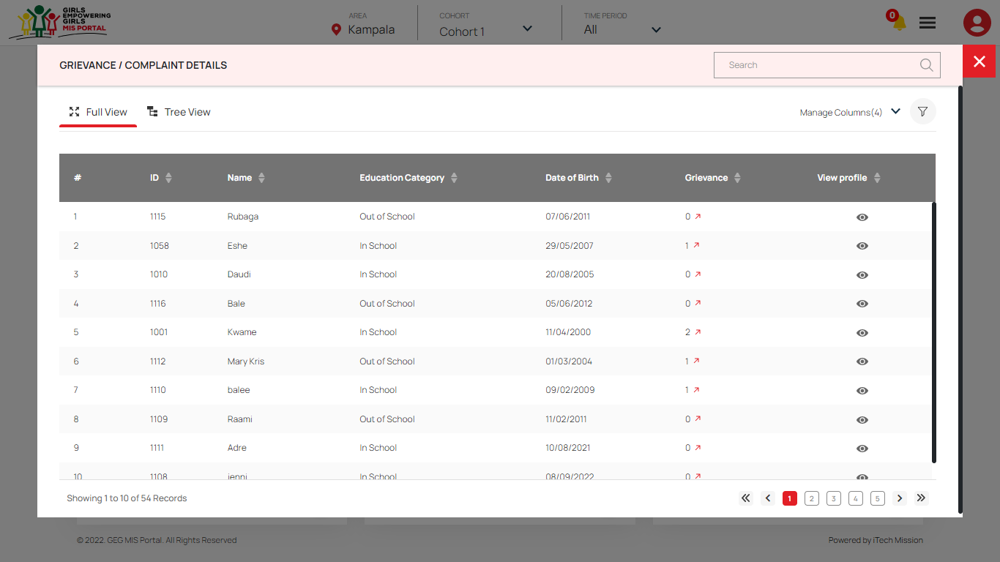 GIRLS
EMPOWERING
GIRLS
MIS PORTAL
AREA
Kampala
COHORT
Cohort 1
TIME PERIOD
All
0
GRIEVANCE / COMPLAINT DETAILS
Search
Full View
Tree View
Manage Columns(4)
# ID Name Education Category Date of Birth Grievance View profile
1 1115 Rubaga Out of School 07/06/2011 0
2 1058 Eshe In School 29/05/2007 1
3 1010 Daudi In School 20/08/2005 0
4 1116 Bale Out of School 05/06/2012 0
5 1001 Kwame In School 11/04/2000 2
6 1112 Mary Kris Out of School 01/03/2004 1
7 1110 balee In School 09/02/2009 1
8 1109 Raami Out of School 11/02/2011 0
9 1111 Adre In School 10/08/2021 0
10 1108 jenni In School 08/09/2022 0
Showing 1 to 10 of 54 Records
1 2 3 4 5
© 2022. GEG MIS Portal. All Rights Reserved
Powered by iTech Mission